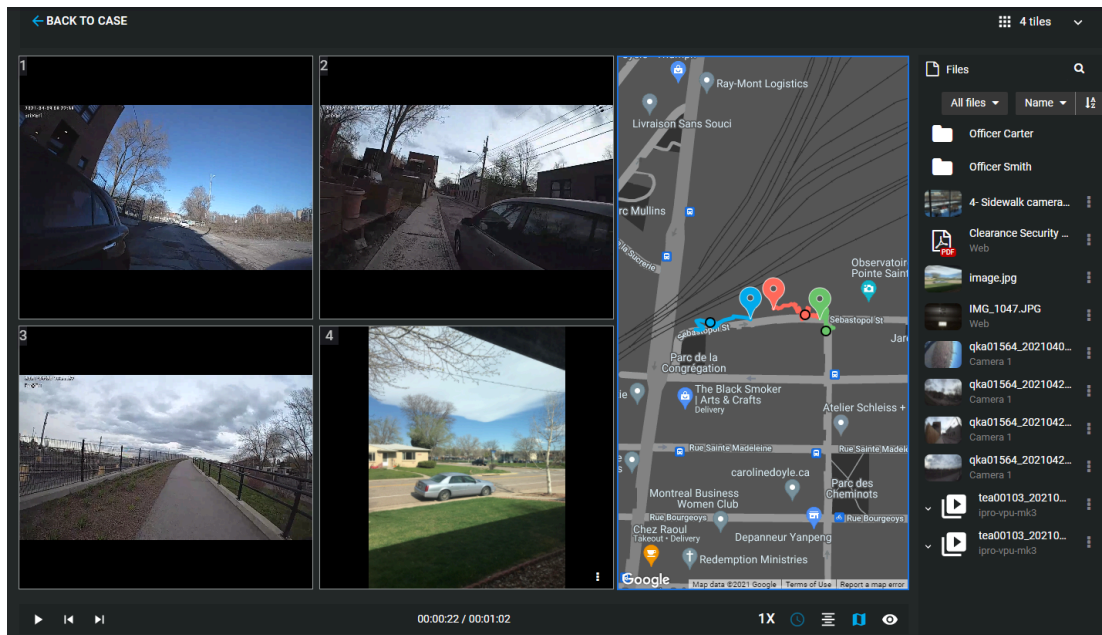 BACK TO CASE
4 tiles
1
2
3
4
Ray-Mont Logistics
Livraison Sans Souci
rc Mullins
la Sucrerie
Observatoir
Pointe Saint
Sebastopol St
Sebastopol St
Jar
Parc de la
Congrégation
ie
The Black Smoker
| Arts & Crafts
Delivery
Atelier Schleiss +
Rue Sainte Madeleine
Rue Sainte Madele
carolinedoyle.ca
Parc des
Cheminots
Montreal Business
Women Club
Rue Bourgeoys
Rue Bourgeoys
Chez Raoul
Takeout • Delivery
Depanneur Yanpeng
Redemption Ministries
Google
Map data ©2021 Google
Terms of Use
Report a map error
Files
All files
Name
Officer Carter
Officer Smith
4- Sidewalk camera...
Clearance Security ...
Web
PDF
image.jpg
IMG_1047.JPG
Web
qka01564_2021040...
Camera 1
qka01564_2021042...
Camera 1
qka01564_2021042...
Camera 1
qka01564_2021042...
Camera 1
tea00103_20210...
ipro-vpu-mk3
tea00103_20210...
ipro-vpu-mk3
00:00:22 / 00:01:02
1X